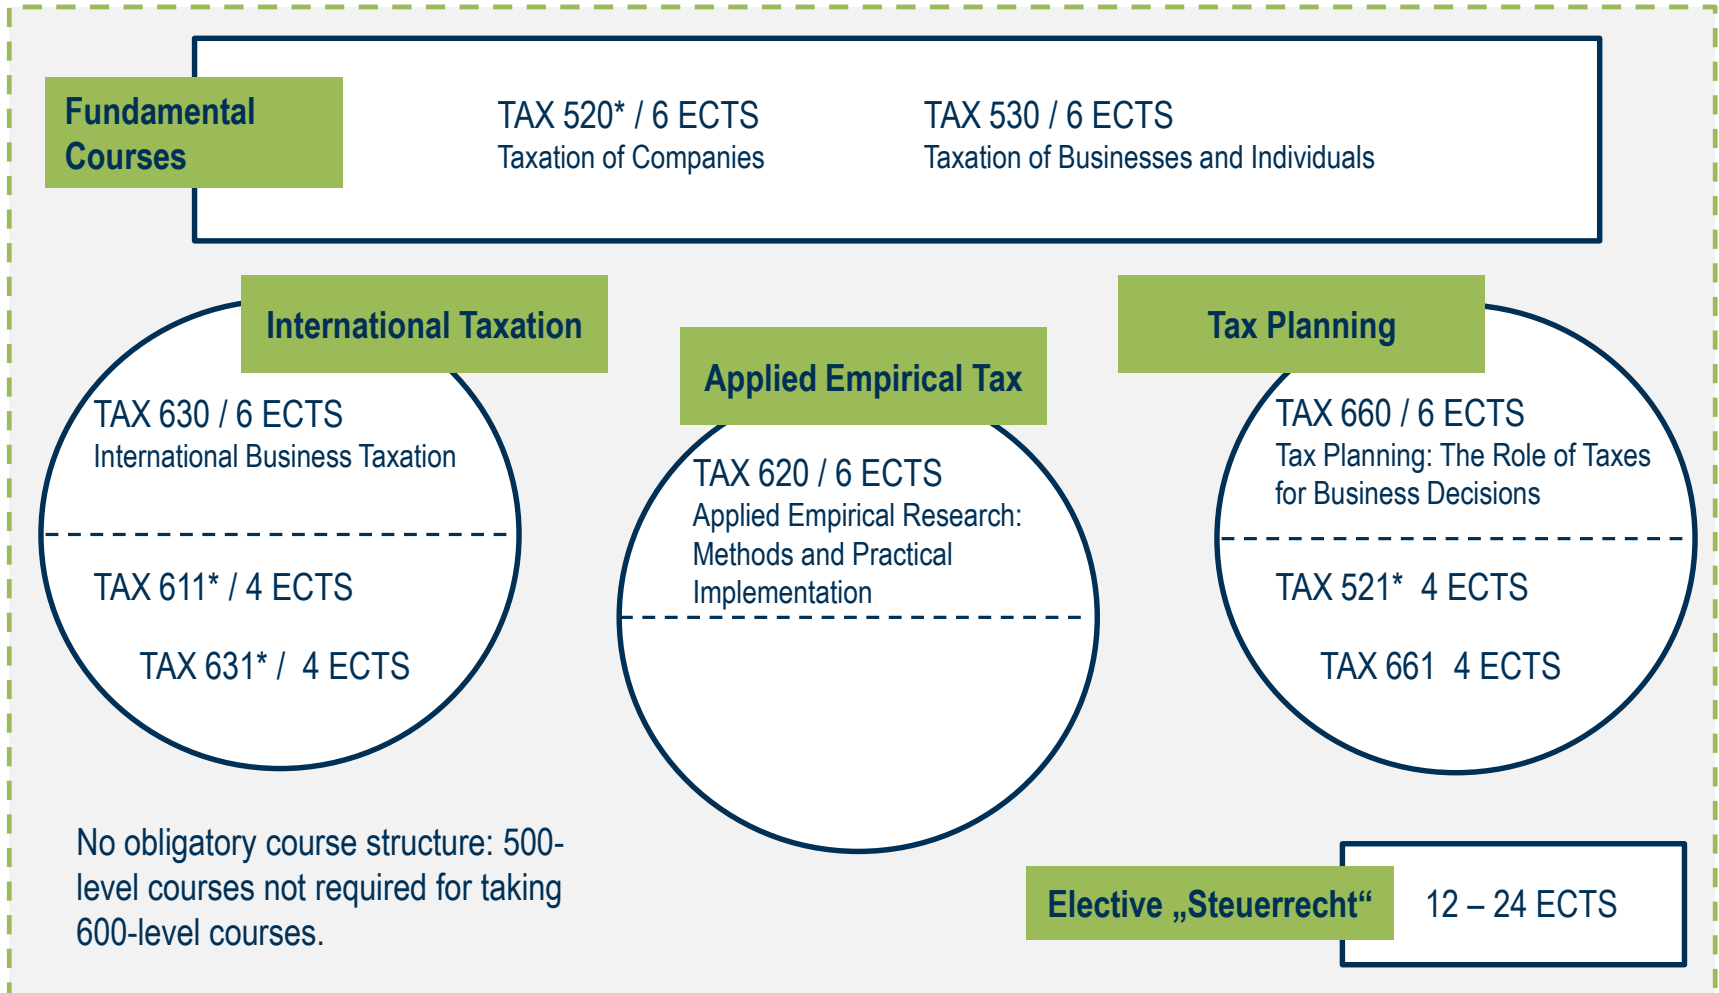 Fundamental
Courses
TAX 520* / 6 ECTS
Taxation of Companies
TAX 530 / 6 ECTS
Taxation of Businesses and Individuals
International Taxation
TAX 630 / 6 ECTS
International Business Taxation
TAX 611* / 4 ECTS
TAX 631* /  4 ECTS
Applied Empirical Tax
TAX 620 / 6 ECTS
Applied Empirical Research:
Methods and Practical
Implementation
Tax Planning
TAX 660 / 6 ECTS
Tax Planning: The Role of Taxes
for Business Decisions
TAX 521*  4 ECTS
TAX 661  4 ECTS
No obligatory course structure: 500-
level courses not required for taking
600-level courses.
Elective „Steuerrecht“
12 – 24 ECTS